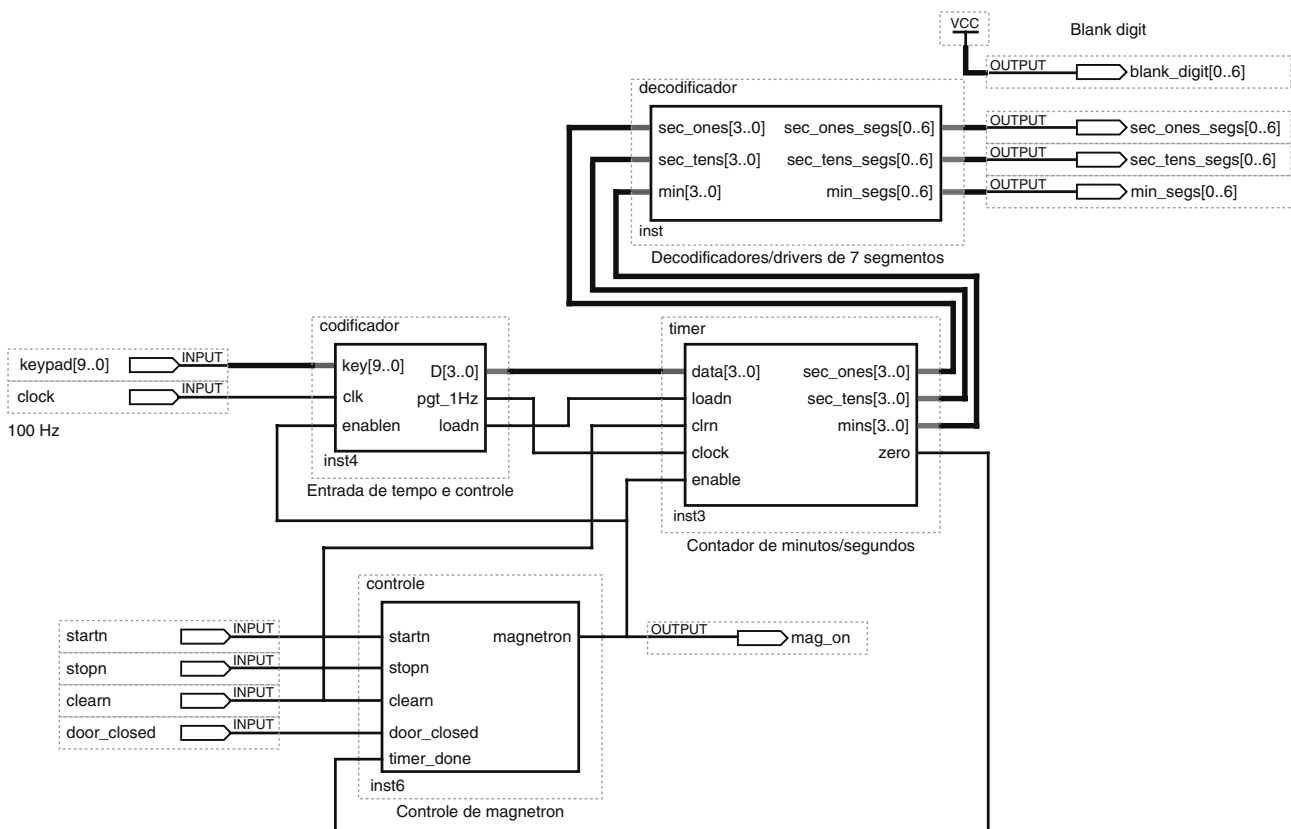 VCC
Blank digit
OUTPUT
blank_digit[0..6]
decodificador
sec_ones[3..0]
sec_ones_segs[0..6]
OUTPUT
sec_ones_segs[0..6]
sec_tens[3..0]
sec_tens_segs[0..6]
OUTPUT
sec_tens_segs[0..6]
min[3..0]
min_segs[0..6]
OUTPUT
min_segs[0..6]
inst
Decodificadores/drivers de 7 segmentos
codificador
timer
keypad[9..0]
INPUT
key[9..0]
D[3..0]
data[3..0]
sec_ones[3..0]
clock
INPUT
clk
pgt_1Hz
loadn
sec_tens[3..0]
100 Hz
enablen
loadn
clrn
mins[3..0]
clock
zero
inst4
enable
Entrada de tempo e controle
inst3
Contador de minutos/segundos
controle
startn
INPUT
startn
magnetron
OUTPUT
mag_on
stopn
INPUT
stopn
clearn
INPUT
clearn
door_closed
INPUT
door_closed
timer_done
inst6
Controle de magnetron